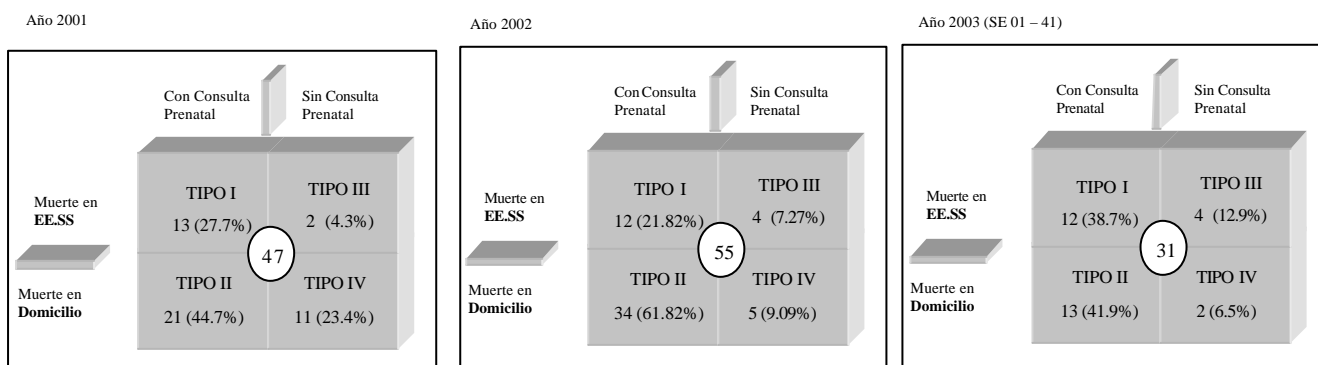 Año 2001
Con Consulta
Prenatal
Sin Consulta
Prenatal
Muerte en
EE.SS
Muerte en
Domicilio
TIPO I
13 (27.7%)
TIPO III
2 (4.3%)
47
TIPO II
21 (44.7%)
TIPO IV
11 (23.4%)
Año 2002
Con Consulta
Prenatal
Sin Consulta
Prenatal
Muerte en
EE.SS
Muerte en
Domicilio
TIPO I
12 (21.82%)
TIPO III
4 (7.27%)
55
TIPO II
34 (61.82%)
TIPO IV
5 (9.09%)
Año 2003 (SE 01 – 41)
Con Consulta
Prenatal
Sin Consulta
Prenatal
Muerte en
EE.SS
Muerte en
Domicilio
TIPO I
12 (38.7%)
TIPO III
4 (12.9%)
31
TIPO II
13 (41.9%)
TIPO IV
2 (6.5%)